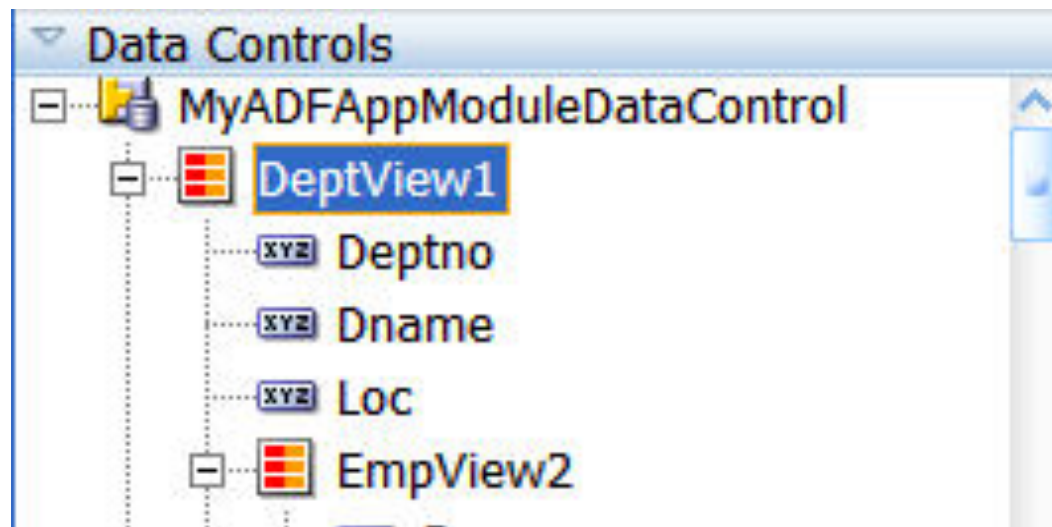 Data Controls
MyADFAppModuleDataControl
DeptView1
XYZ Deptno
XYZ Dname
XYZ Loc
EmpView2